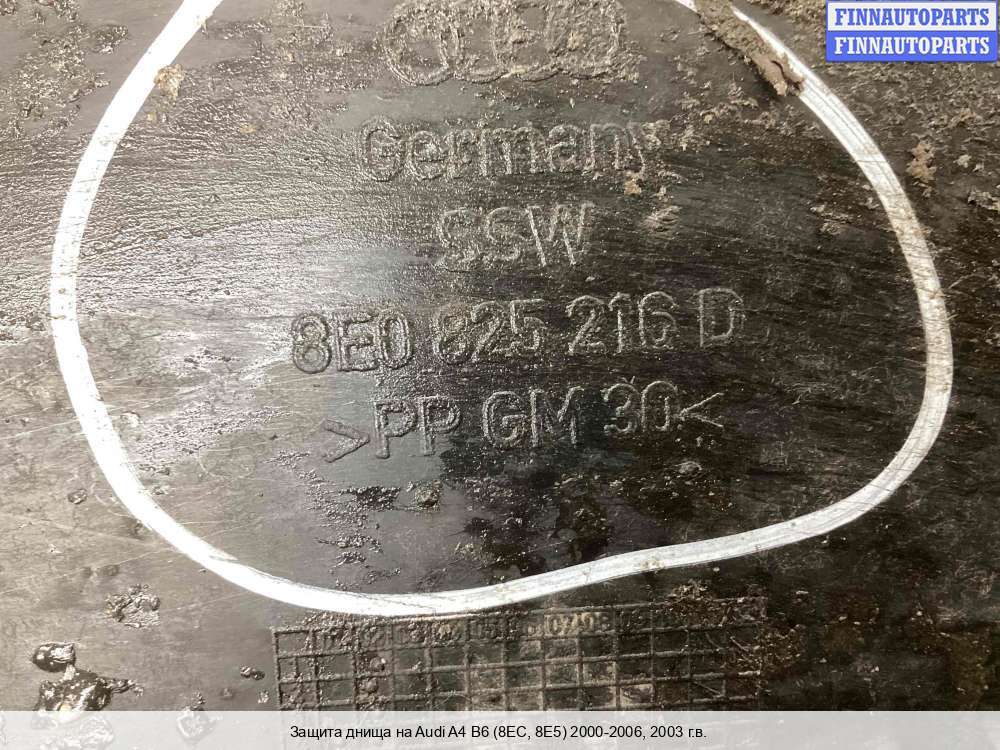 FINNAUTOPARTS
FINNAUTOPARTS
Germany
SSW
8E0 825 216 D
>PP GM 30<
Защита днища на Audi A4 B6 (8EC, 8E5) 2000-2006, 2003 г.в.